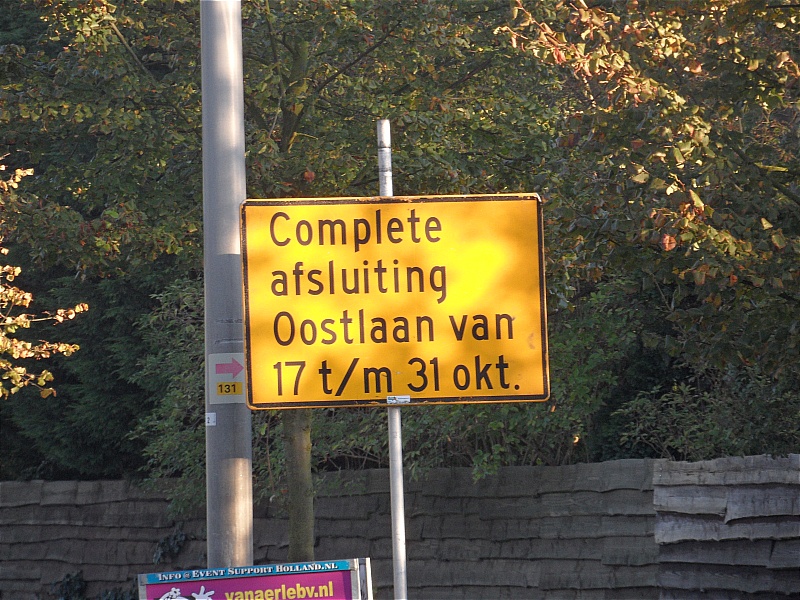 Complete
afsluiting
Oostlaan van
17 t/m 31 okt.
131
INFO @ EVENT SUPPORT HOLLAND.NL
vanaerlebv.nl